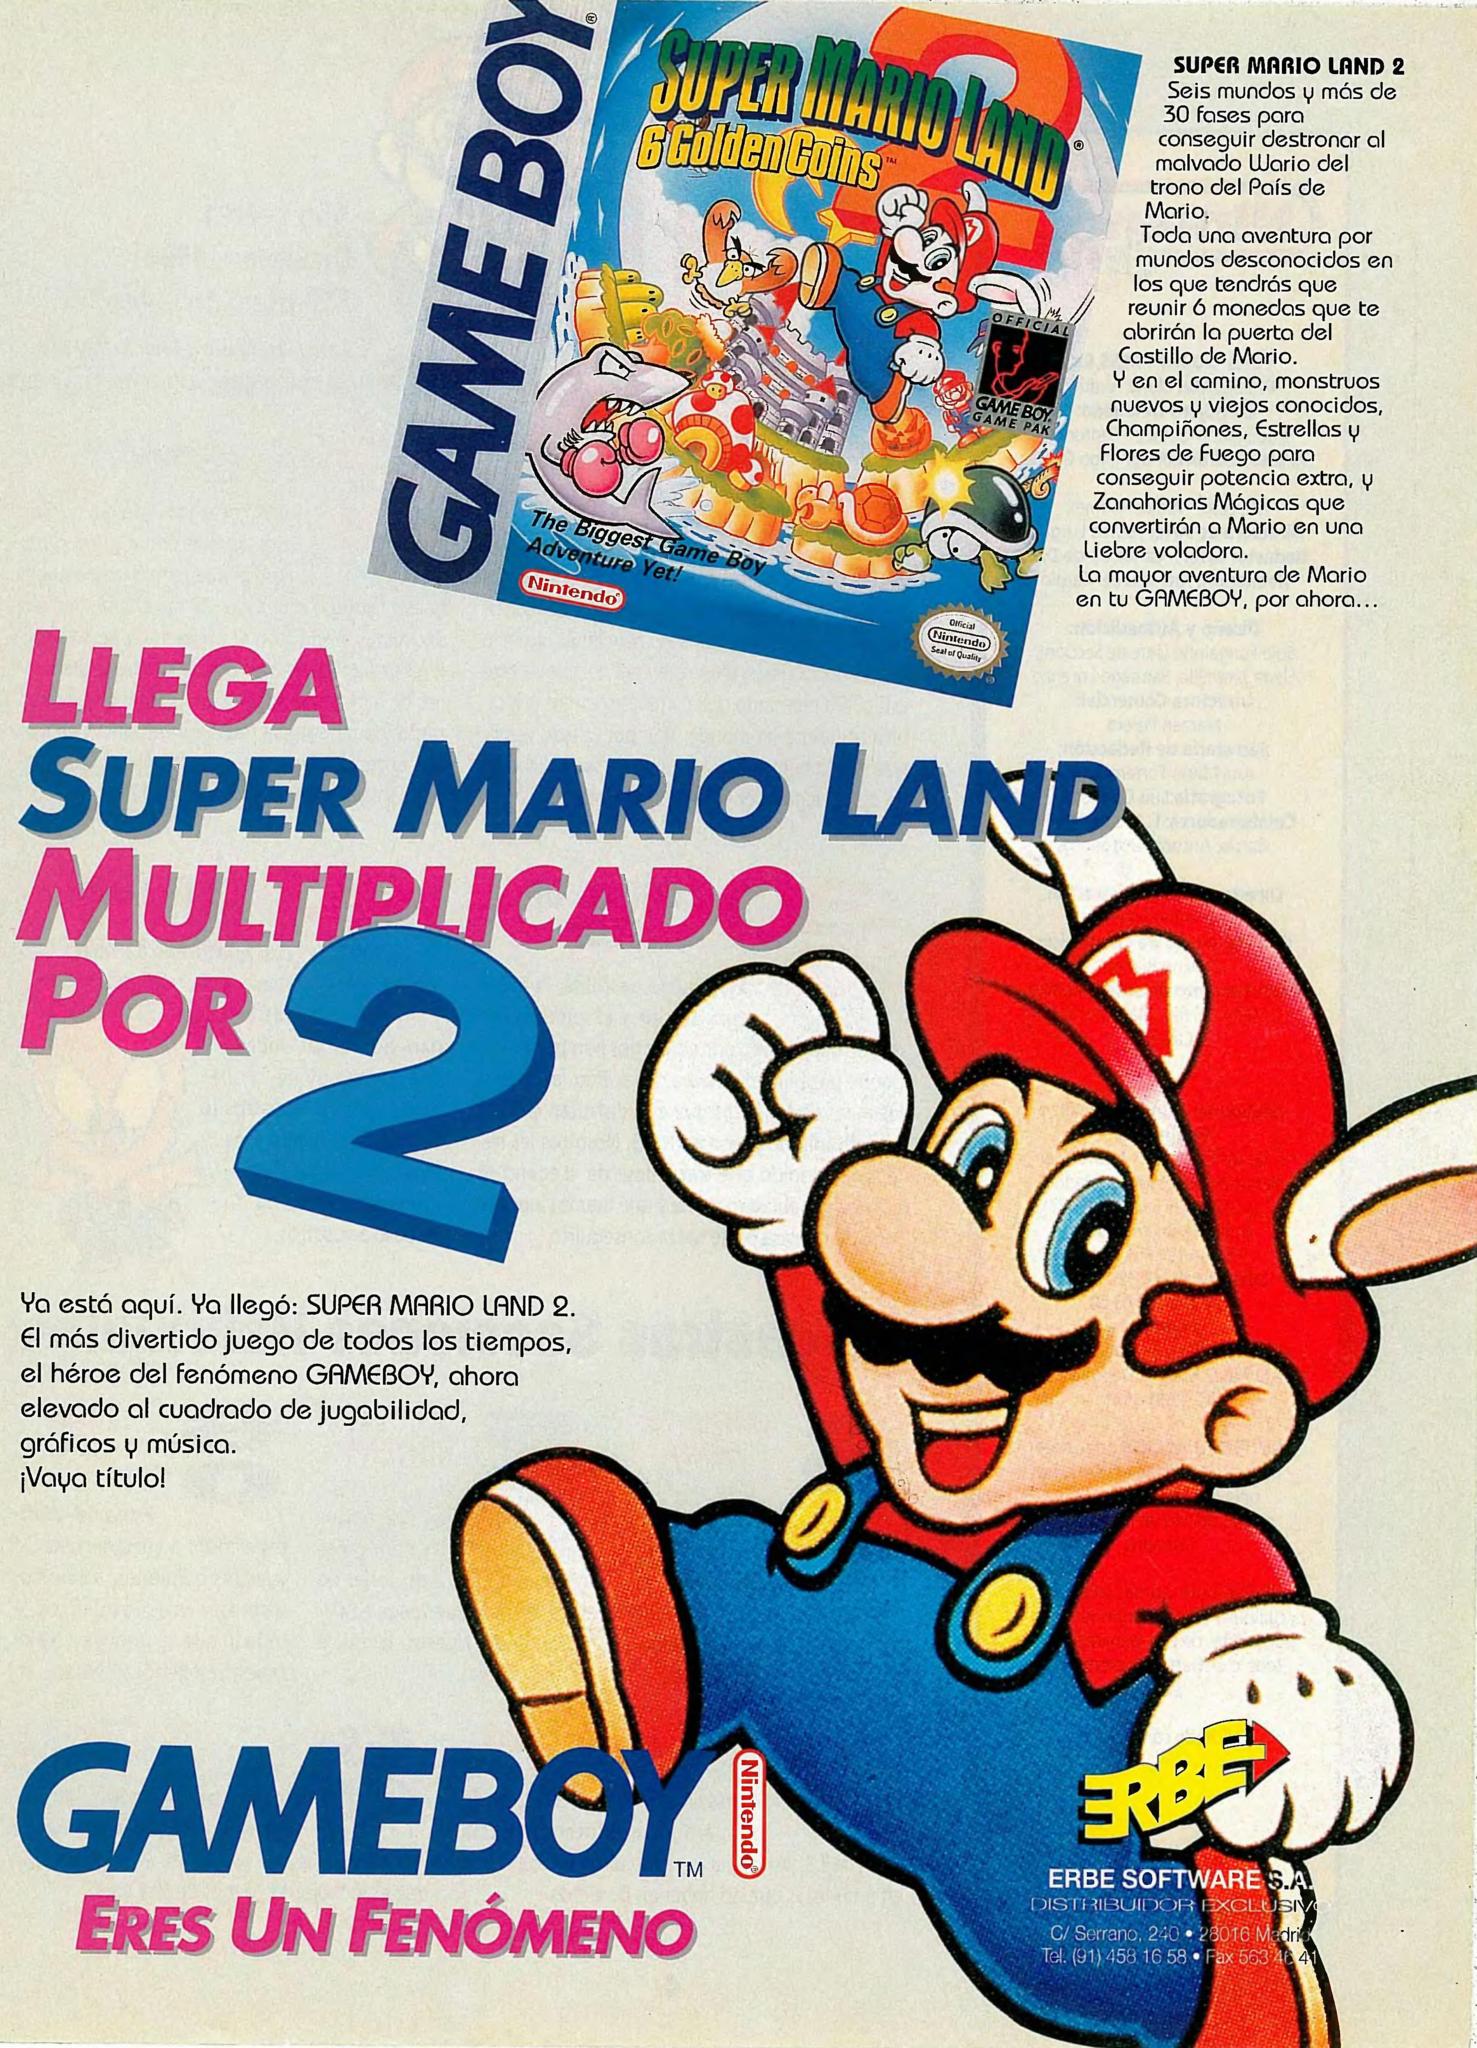 GAME BOY®
SUPER MARIO LAND®
2
6 Golden Coins™
OFFICIAL
GAME BOY
GAME PAK
The Biggest Game Boy
Adventure Yet!
Nintendo®
Official
Nintendo
Seal of Quality
SUPER MARIO LAND 2
Seis mundos y más de
30 fases para
conseguir destronar al
malvado Wario del
trono del País de
Mario.
Toda una aventura por
mundos desconocidos en
los que tendrás que
reunir 6 monedas que te
abrirán la puerta del
Castillo de Mario.
Y en el camino, monstruos
nuevos y viejos conocidos,
Champiñones, Estrellas y
Flores de Fuego para
conseguir potencia extra, y
Zanahorias Mágicas que
convertirán a Mario en una
Liebre voladora.
La mayor aventura de Mario
en tu GAMEBOY, por ahora...
LLEGA
SUPER MARIO LAND
MULTIPLICADO
POR 2
M
Ya está aquí. Ya llegó: SUPER MARIO LAND 2.
El más divertido juego de todos los tiempos,
el héroe del fenómeno GAMEBOY, ahora
elevado al cuadrado de jugabilidad,
gráficos y música.
¡Vaya título!
GAMEBOY™
Nintendo®
ERES UN FENÓMENO
ERBE
ERBE SOFTWARE S.A.
DISTRIBUIDOR EXCLUSIVO
C/ Serrano, 240 • 28016 Madrid
Tel. (91) 458 16 58 • Fax 563 46 41